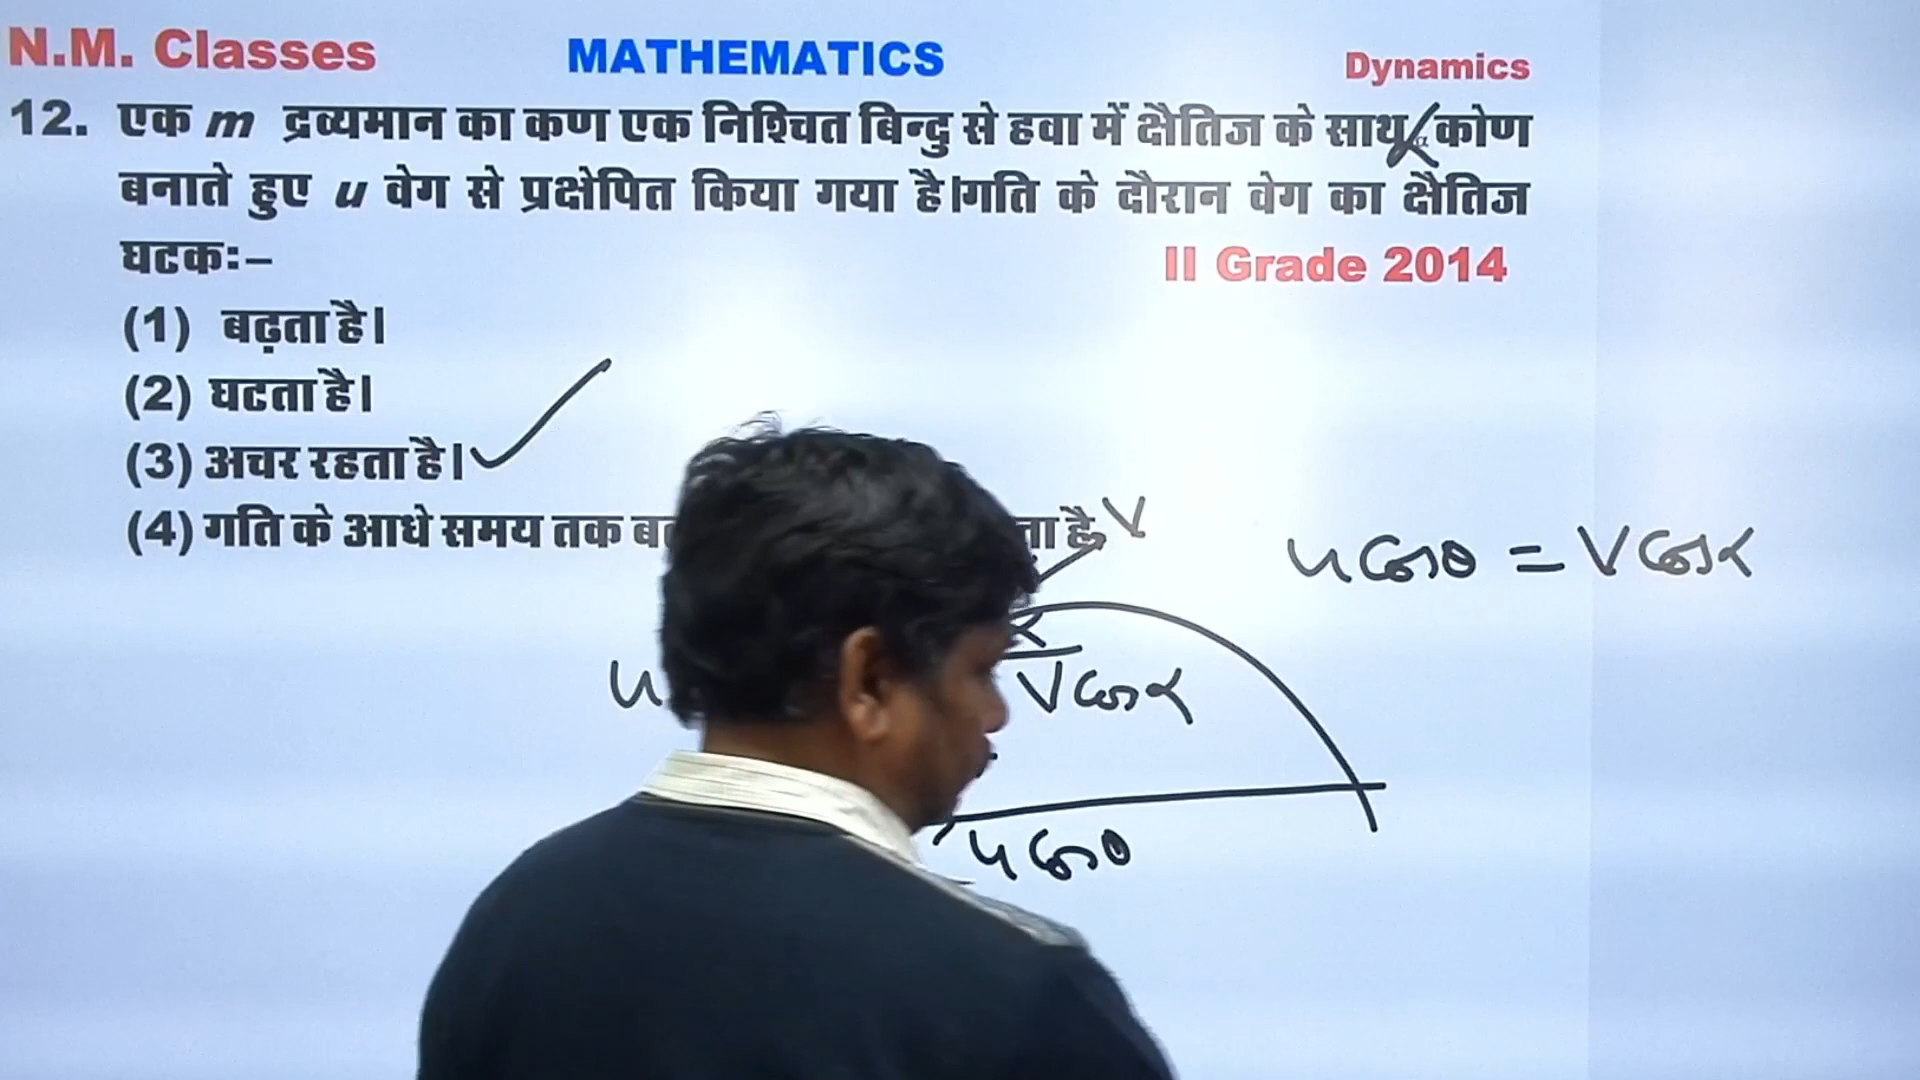 N.M. Classes MATHEMATICS Dynamics
12. एक m द्रव्यमान का कण एक निश्चित बिन्दु से हवा में क्षैतिज के साथ α कोण
बनाते हुए u वेग से प्रक्षेपित किया गया है।गति के दौरान वेग का क्षैतिज
घटकः–
II Grade 2014
(1) बढ़ता है।
(2) घटता है।
(3) अचर रहता है।
(4) गति के आधे समय तक है
V
u cosθ = V cosα
α
u
V cosα
u cosθ